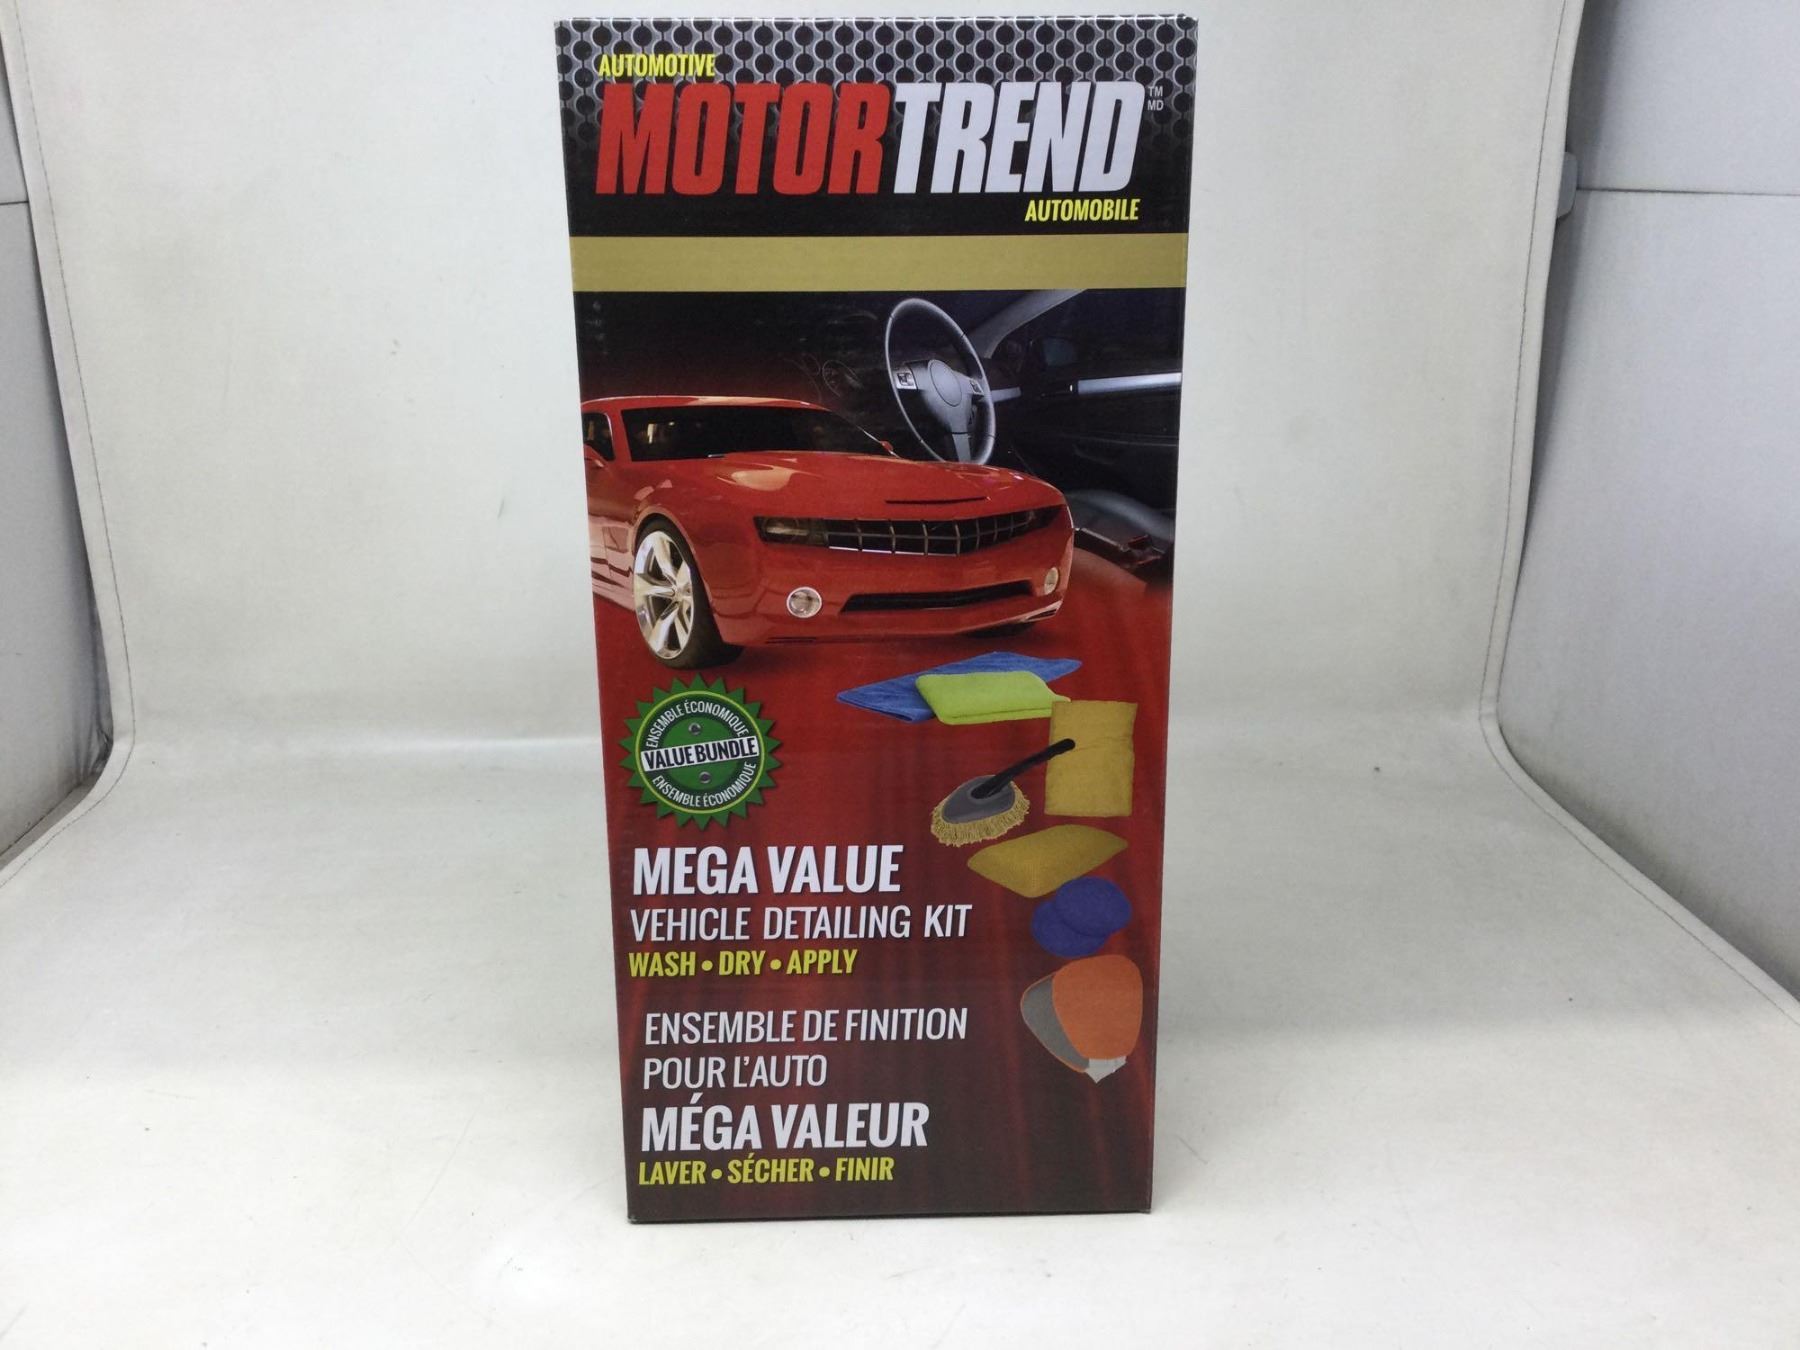 AUTOMOTIVE
MOTORTREND
TM
MD
AUTOMOBILE
ENSEMBLE ÉCONOMIQUE
VALUE BUNDLE
ENSEMBLE ÉCONOMIQUE
MEGA VALUE
VEHICLE DETAILING KIT
WASH • DRY • APPLY
ENSEMBLE DE FINITION
POUR L'AUTO
MÉGA VALEUR
LAVER • SÉCHER • FINIR